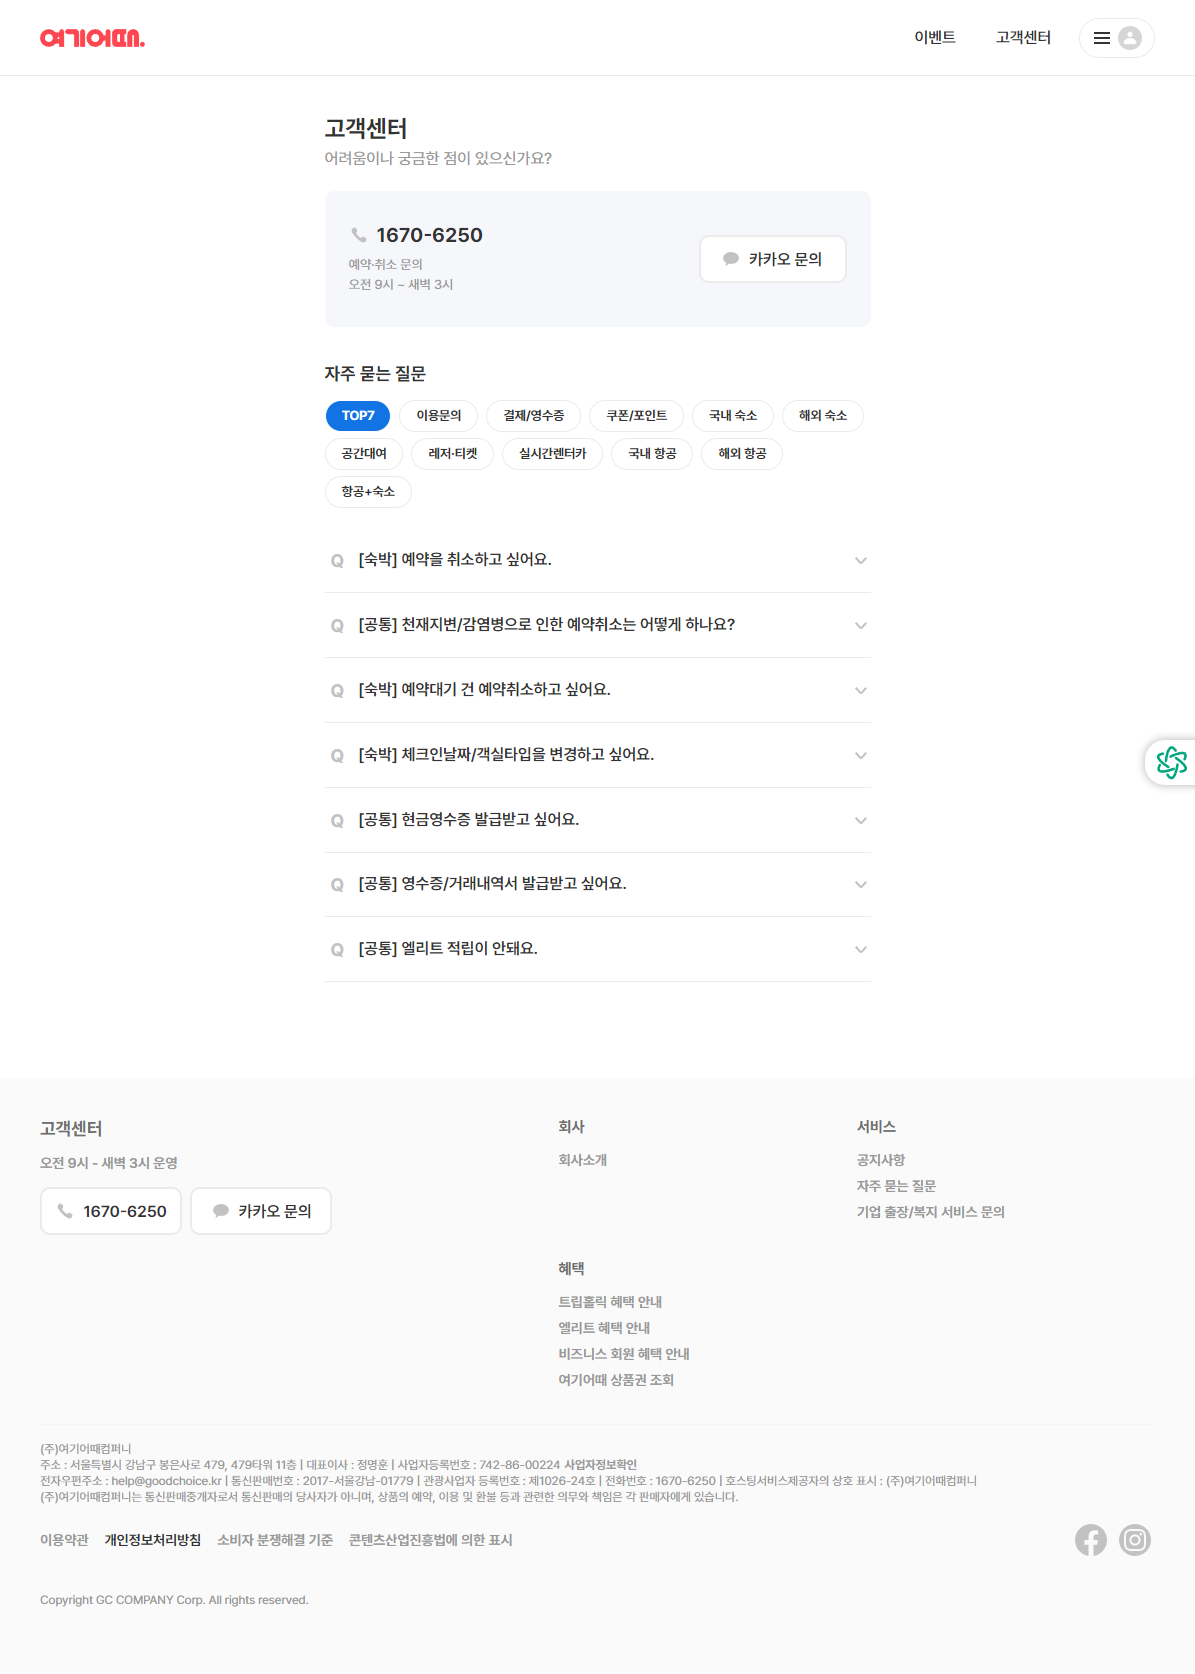 여기어때.
이벤트
고객센터
고객센터
어려움이나 궁금한 점이 있으신가요?
1670-6250
예약·취소 문의
오전 9시 ~ 새벽 3시
카카오 문의
자주 묻는 질문
TOP7
이용문의
결제/영수증
쿠폰/포인트
국내 숙소
해외 숙소
공간대여
레저·티켓
실시간렌터카
국내 항공
해외 항공
항공+숙소
Q [숙박] 예약을 취소하고 싶어요.
Q [공통] 천재지변/감염병으로 인한 예약취소는 어떻게 하나요?
Q [숙박] 예약대기 건 예약취소하고 싶어요.
Q [숙박] 체크인날짜/객실타입을 변경하고 싶어요.
Q [공통] 현금영수증 발급받고 싶어요.
Q [공통] 영수증/거래내역서 발급받고 싶어요.
Q [공통] 엘리트 적립이 안돼요.
고객센터
오전 9시 - 새벽 3시 운영
1670-6250
카카오 문의
회사
회사소개
서비스
공지사항
자주 묻는 질문
기업 출장/복지 서비스 문의
혜택
트립홀릭 혜택 안내
엘리트 혜택 안내
비즈니스 회원 혜택 안내
여기어때 상품권 조회
(주)여기어때컴퍼니
주소 : 서울특별시 강남구 봉은사로 479, 479타워 11층 | 대표이사 : 정명훈 | 사업자등록번호 : 742-86-00224 사업자정보확인
전자우편주소 : help@goodchoice.kr | 통신판매번호 : 2017-서울강남-01779 | 관광사업자 등록번호 : 제1026-24호 | 전화번호 : 1670-6250 | 호스팅서비스제공자의 상호 표시 : (주)여기어때컴퍼니
(주)여기어때컴퍼니는 통신판매중개자로서 통신판매의 당사자가 아니며, 상품의 예약, 이용 및 환불 등과 관련한 의무와 책임은 각 판매자에게 있습니다.
이용약관
개인정보처리방침
소비자 분쟁해결 기준
콘텐츠산업진흥법에 의한 표시
Copyright GC COMPANY Corp. All rights reserved.